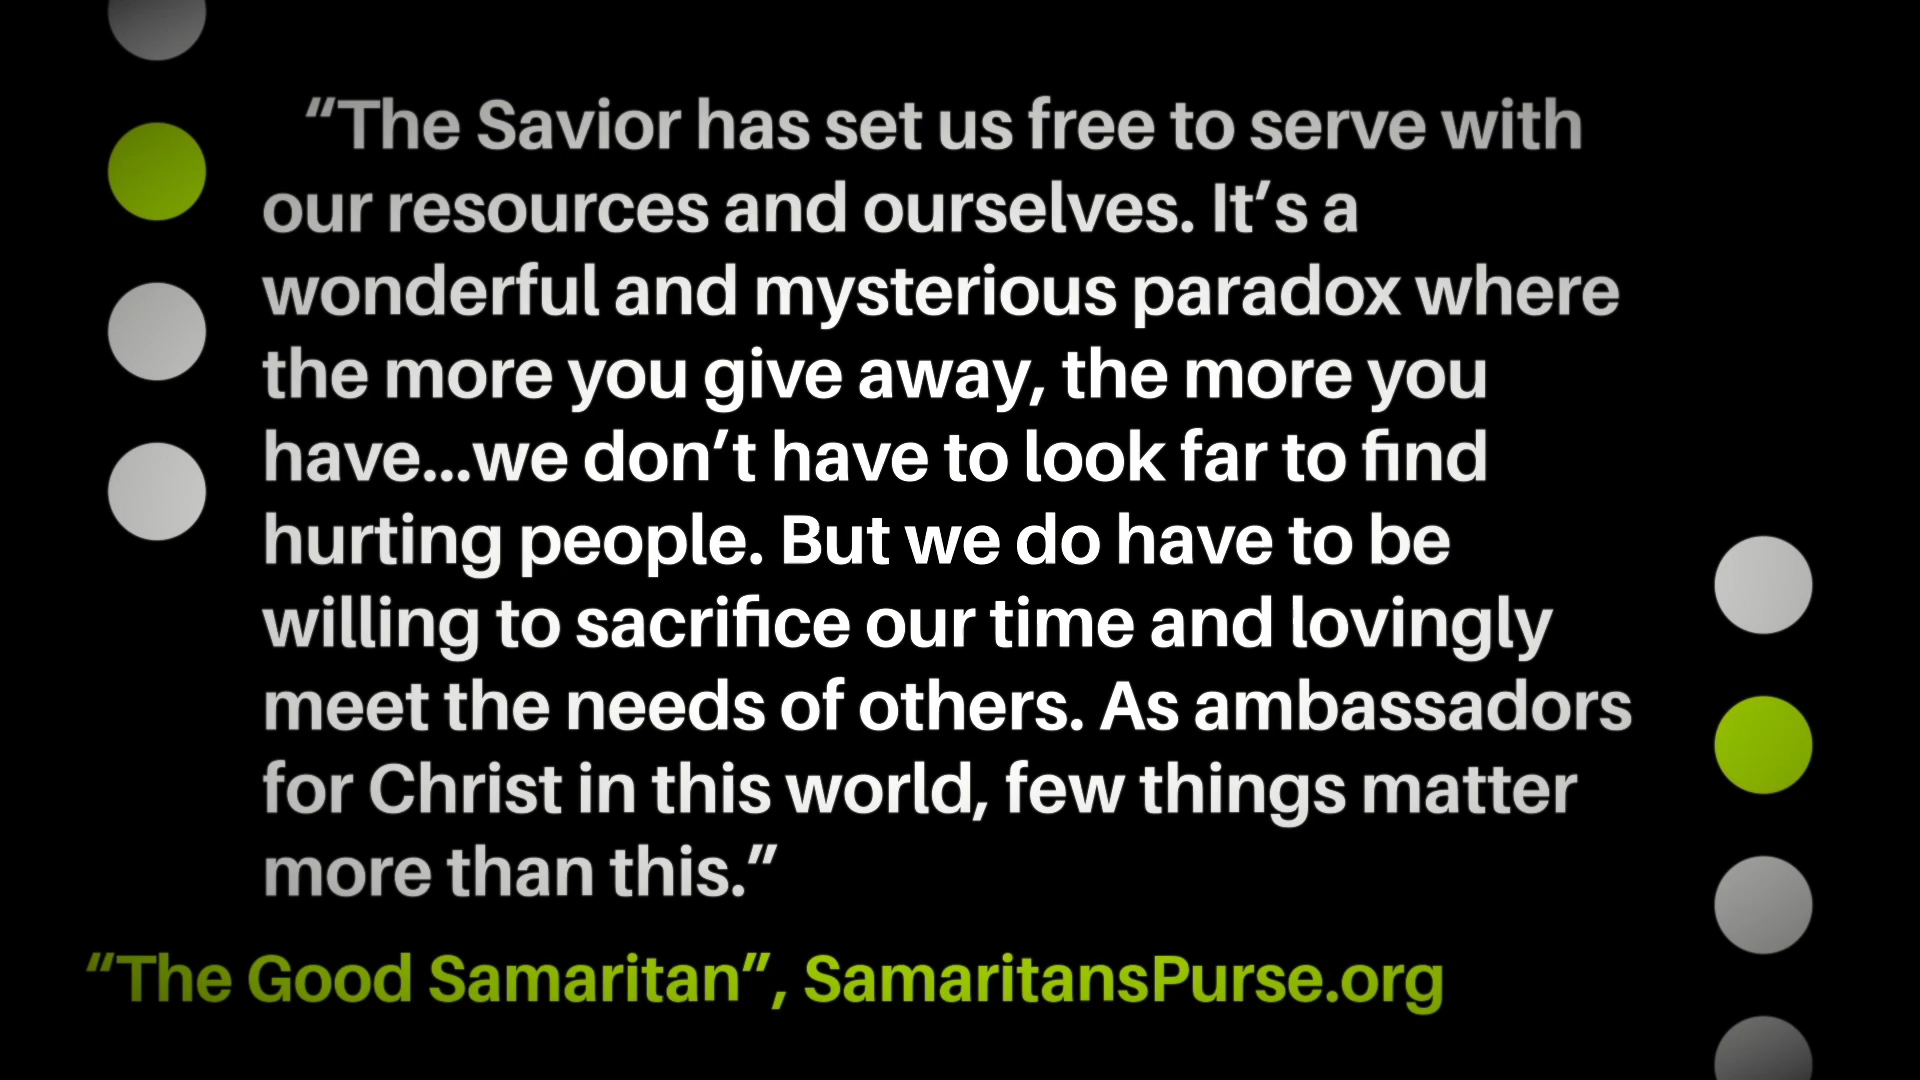 “The Savior has set us free to serve with
our resources and ourselves. It’s a
wonderful and mysterious paradox where
the more you give away, the more you
have...we don’t have to look far to find
hurting people. But we do have to be
willing to sacrifice our time and lovingly
meet the needs of others. As ambassadors
for Christ in this world, few things matter
more than this.”
“The Good Samaritan”, SamaritansPurse.org